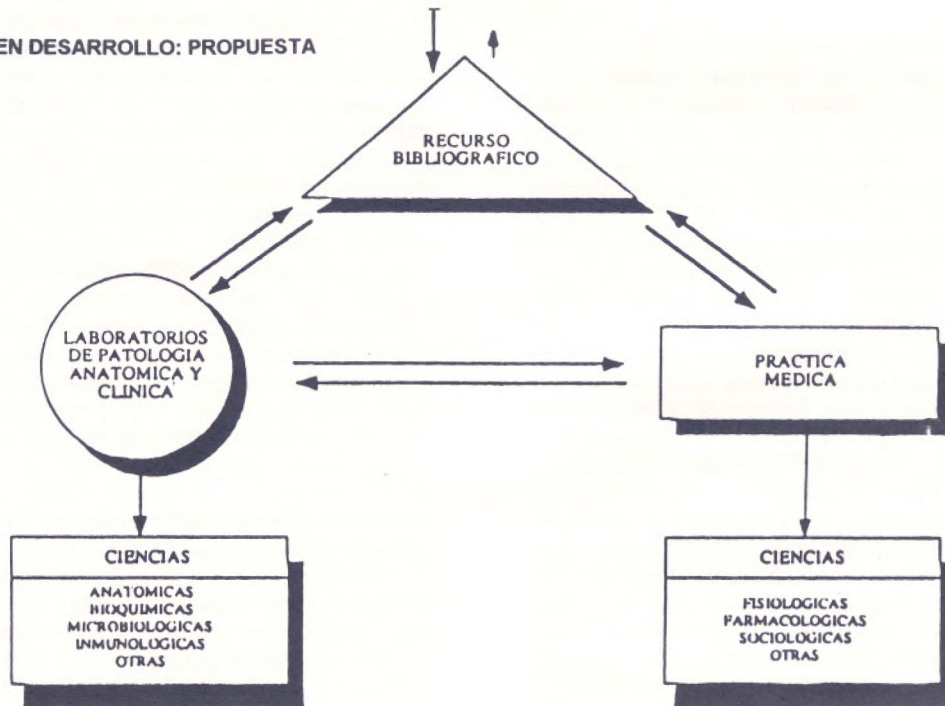 EN DESARROLLO: PROPUESTA
RECURSO
BIBLIOGRAFICO
LABORATORIOS
DE PATOLOGIA
ANATOMICA Y
CLINICA
PRACTICA
MEDICA
CIENCIAS
ANATOMICAS
BIOQUIMICAS
MICROBIOLOGICAS
INMUNOLOGICAS
OTRAS
CIENCIAS
FISIOLOGICAS
FARMACOLOGICAS
SOCIOLOGICAS
OTRAS